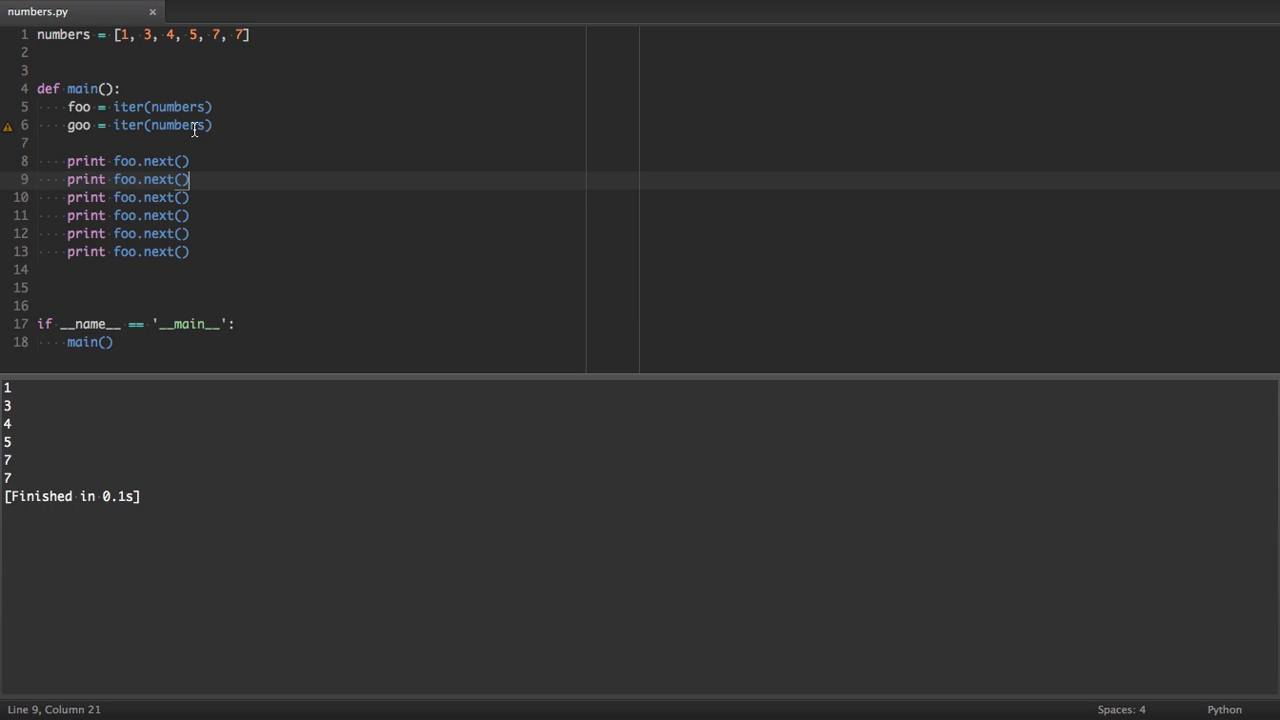 numbers.py ×
1 numbers = [1, 3, 4, 5, 7, 7]
2
3
4 def main():
5     foo = iter(numbers)
6     goo = iter(numbers)
7
8     print foo.next()
9     print foo.next()
10     print foo.next()
11     print foo.next()
12     print foo.next()
13     print foo.next()
14
15
16
17 if __name__ == '__main__':
18     main()
1
3
4
5
7
7
[Finished in 0.1s]
Line 9, Column 21 Spaces: 4 Python